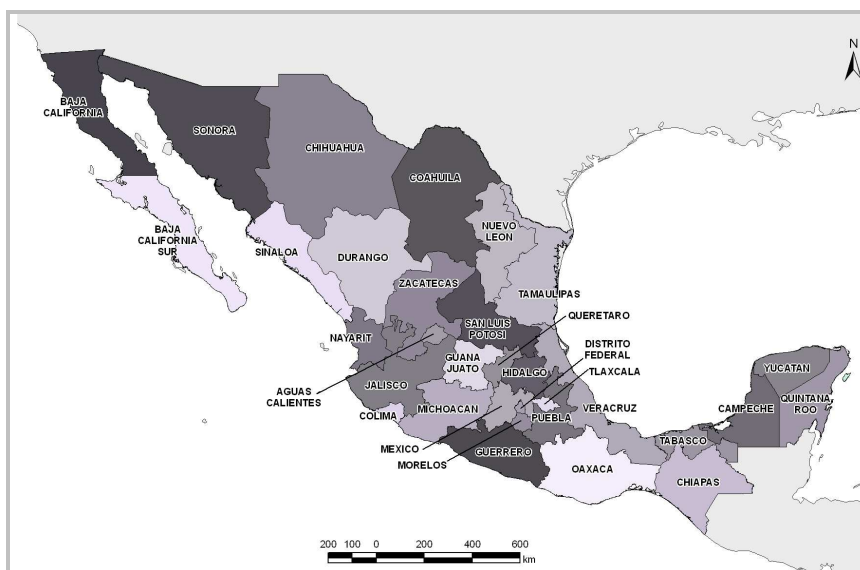 N
BAJA
CALIFORNIA
SONORA
CHIHUAHUA
COAHUILA
BAJA
CALIFORNIA
SUR
SINALOA
DURANGO
NUEVO
LEON
ZACATECAS
TAMAULIPAS
SAN LUIS
POTOSI
QUERETARO
NAYARIT
DISTRITO
FEDERAL
GUANA
JUATO
HIDALGO
TLAXCALA
YUCATAN
AGUAS
CALIENTES
JALISCO
QUINTANA
ROO
COLIMA
MICHOACAN
PUEBLA
VERACRUZ
CAMPECHE
MEXICO
MORELOS
GUERRERO
TABASCO
OAXACA
CHIAPAS
200 100 0 200 400 600
km